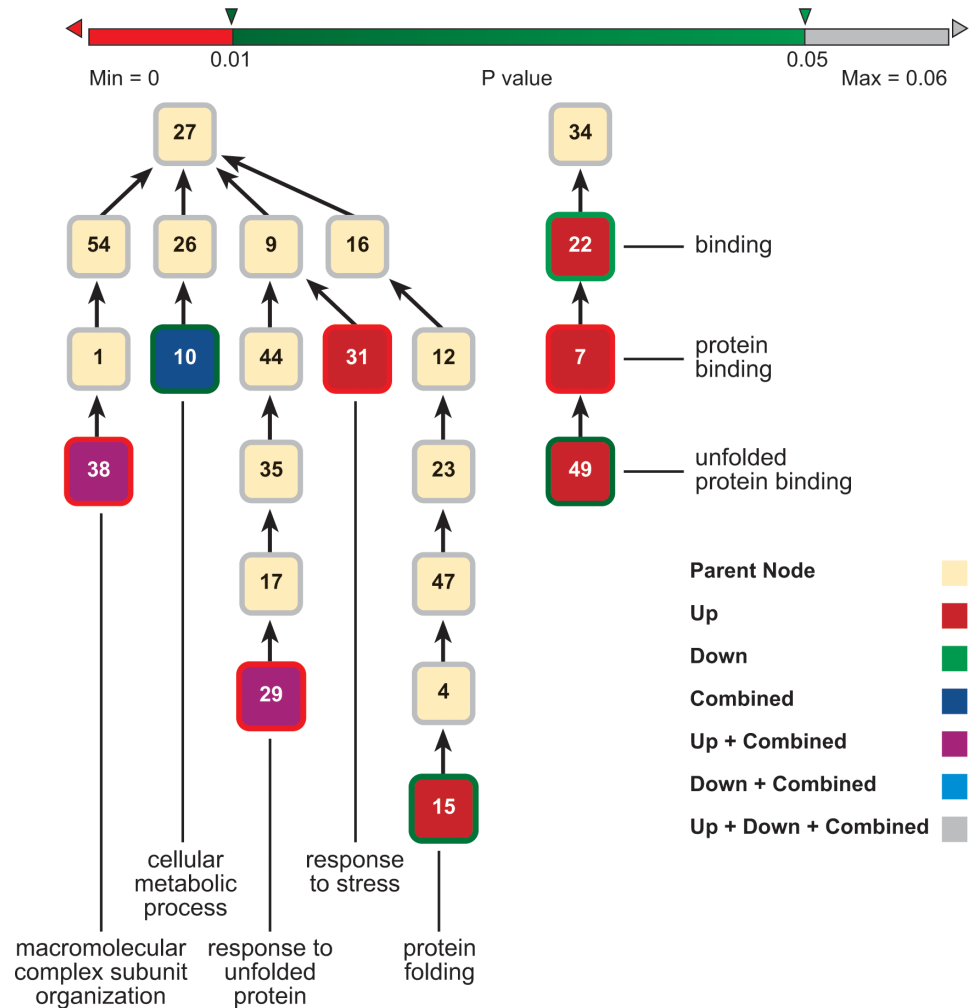 0.01
0.05
Min = 0
P value
Max = 0.06
27
34
54
26
9
16
22
binding
1
10
44
31
12
7
protein
binding
38
35
23
49
unfolded
protein binding
17
47
Parent Node
Up
Down
29
4
Combined
Up + Combined
Down + Combined
15
Up + Down + Combined
cellular
metabolic
process
response
to stress
macromolecular
complex subunit
organization
response to
unfolded
protein
protein
folding